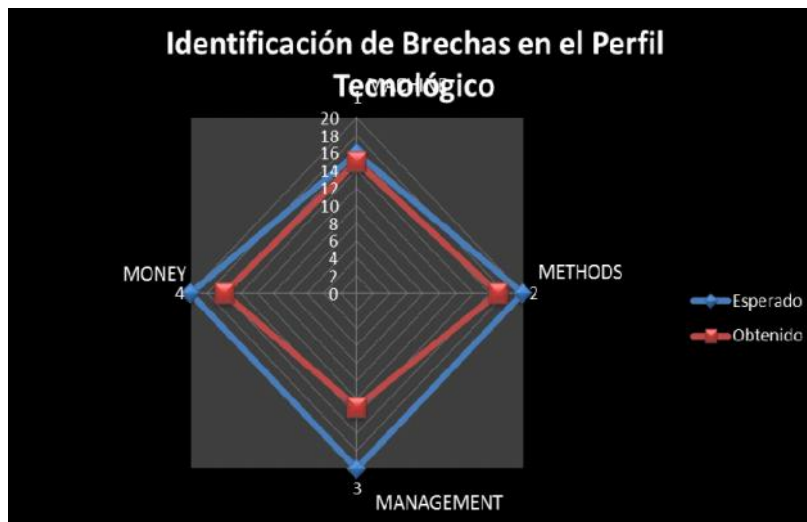 Identificación de Brechas en el Perfil
Tecnológico
MACHINE
1
20
18
16
14
12
10
8
6
4
2
0
MONEY
4
METHODS
2
Esperado
Obtenido
3
MANAGEMENT